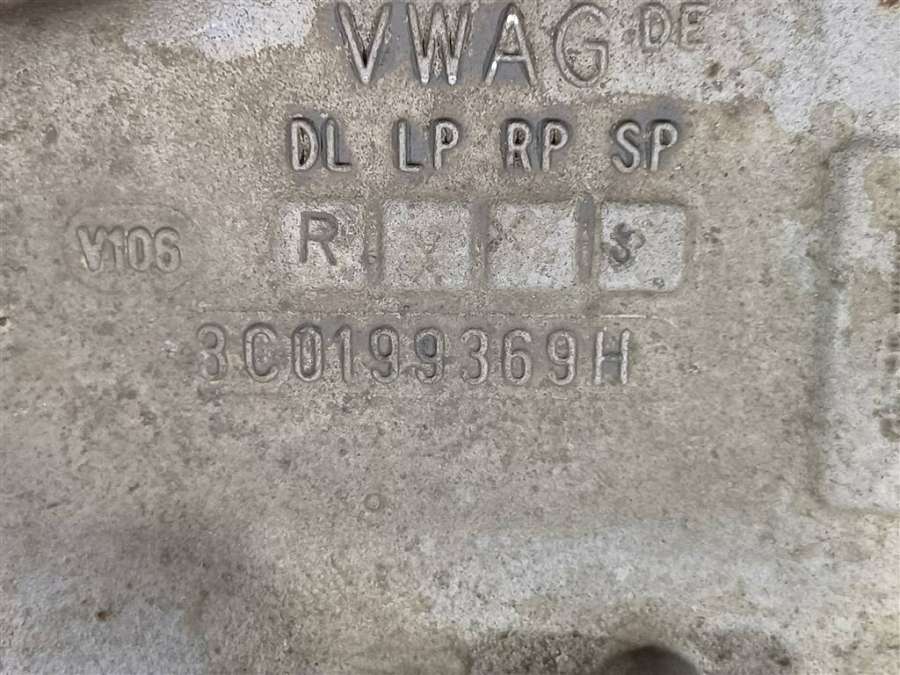 VWAG DE
DL LP RP SP
V106
R S
3C0199369H